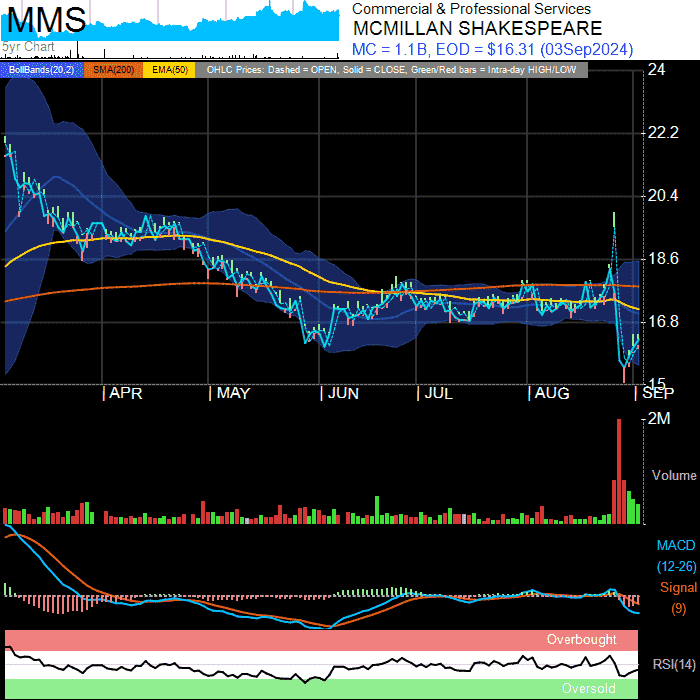 MMS
5yr Chart
Commercial & Professional Services
MCMILLAN SHAKESPEARE
MC = 1.1B, EOD = $16.31 (03Sep2024)
BollBands(20,2) SMA(200) EMA(50) OHLC Prices: Dashed = OPEN, Solid = CLOSE, Green/Red bars = Intra-day HIGH/LOW
24
22.2
20.4
18.6
16.8
15
APR MAY JUN JUL AUG SEP
2M
Volume
MACD
(12-26)
Signal
(9)
Overbought
RSI(14)
Oversold